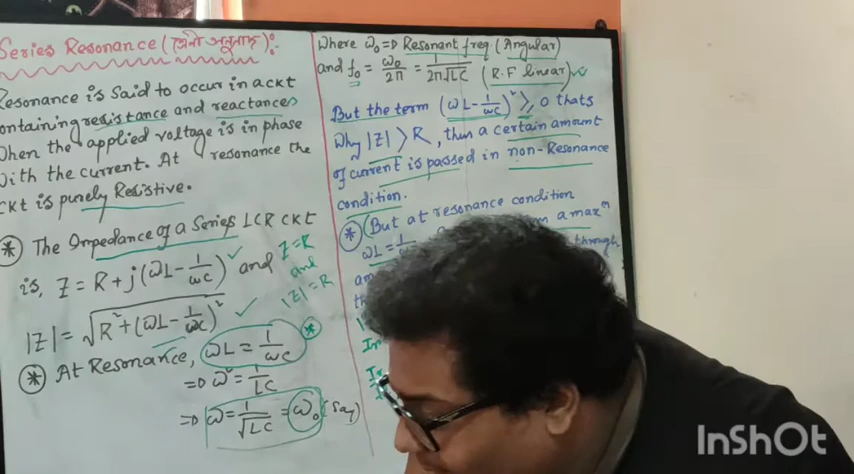 Series Resonance (শ্রেণী অনুনাদ) :
Resonance is said to occur in a ckt
containing resistance and reactances
When the applied voltage is in phase
With the current. At resonance the
ckt is purely Resistive.
* The Impedance of a Series LCR CKT
is, Z = R + j(ωL - 1/ωc) ✓ and Z = R
and
|Z| = R
|Z| = √(R² + (ωL - 1/ωc)²) ✓
* At Resonance, ωL = 1/ωc *
⇒ ω² = 1/LC
⇒ ω = 1/√LC = ω₀ (say)
Where ω₀ ⇒ Resonant freq. (Angular)
and f₀ = ω₀/2π = 1/2π√LC (R.F linear) ✓
But the term (ωL - 1/ωc)² ≥, 0 thats
Why |Z| > R, then a certain amount
of current is passed in non-Resonance
condition.
* (But at resonance condition
ωL = 1/ a maxᵐ
through
InShOt